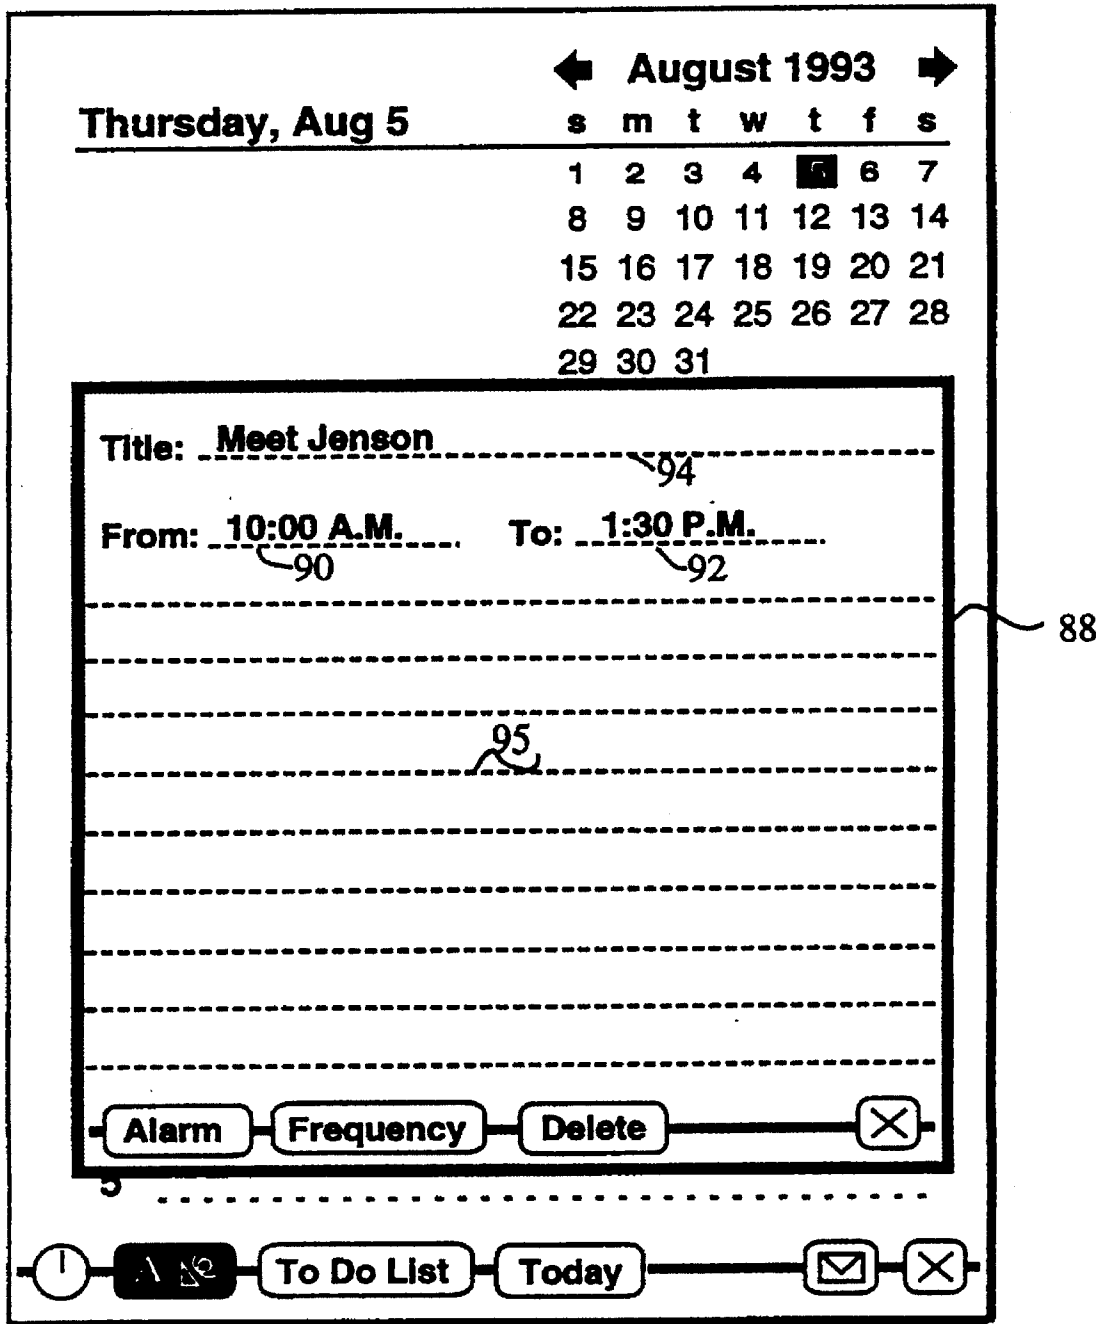 August 1993
Thursday, Aug 5
s m t w t f s
1 2 3 4 5 6 7
8 9 10 11 12 13 14
15 16 17 18 19 20 21
22 23 24 25 26 27 28
29 30 31
Title: Meet Jenson
94
From: 10:00 A.M. To: 1:30 P.M.
90 92
88
95
Alarm Frequency Delete
5
To Do List Today